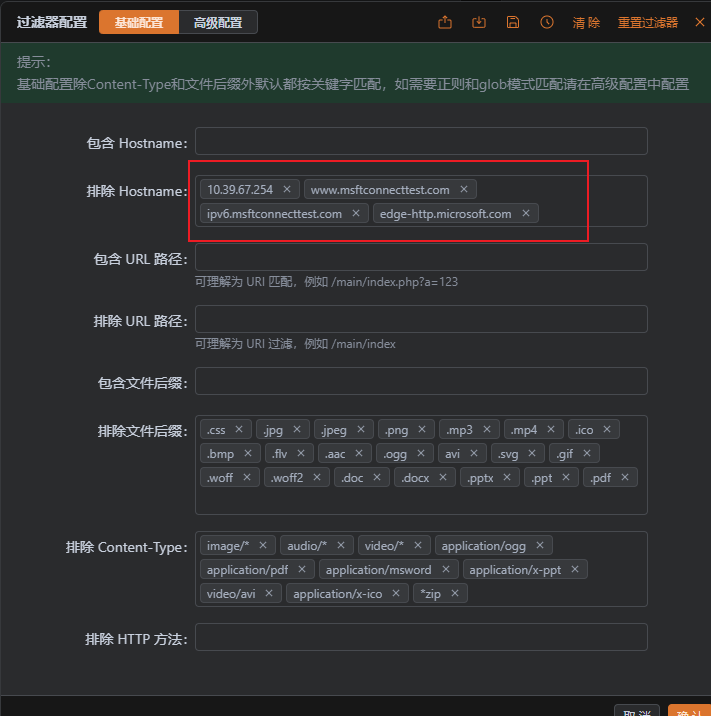 过滤器配置 基础配置 高级配置 清 除 重置过滤器
提示:
基础配置除Content-Type和文件后缀外默认都按关键字匹配，如需要正则和glob模式匹配请在高级配置中配置
包含 Hostname:
排除 Hostname: 10.39.67.254 × www.msftconnecttest.com ×
ipv6.msftconnecttest.com × edge-http.microsoft.com ×
包含 URL 路径:
可理解为 URI 匹配，例如 /main/index.php?a=123
排除 URL 路径:
可理解为 URI 过滤，例如 /main/index
包含文件后缀:
排除文件后缀: .css × .jpg × .jpeg × .png × .mp3 × .mp4 × .ico ×
.bmp × .flv × .aac × .ogg × avi × .svg × .gif ×
.woff × .woff2 × .doc × .docx × .pptx × .ppt × .pdf ×
排除 Content-Type: image/* × audio/* × video/* × application/ogg ×
application/pdf × application/msword × application/x-ppt ×
video/avi × application/x-ico × *zip ×
排除 HTTP 方法:
取 消 确 认